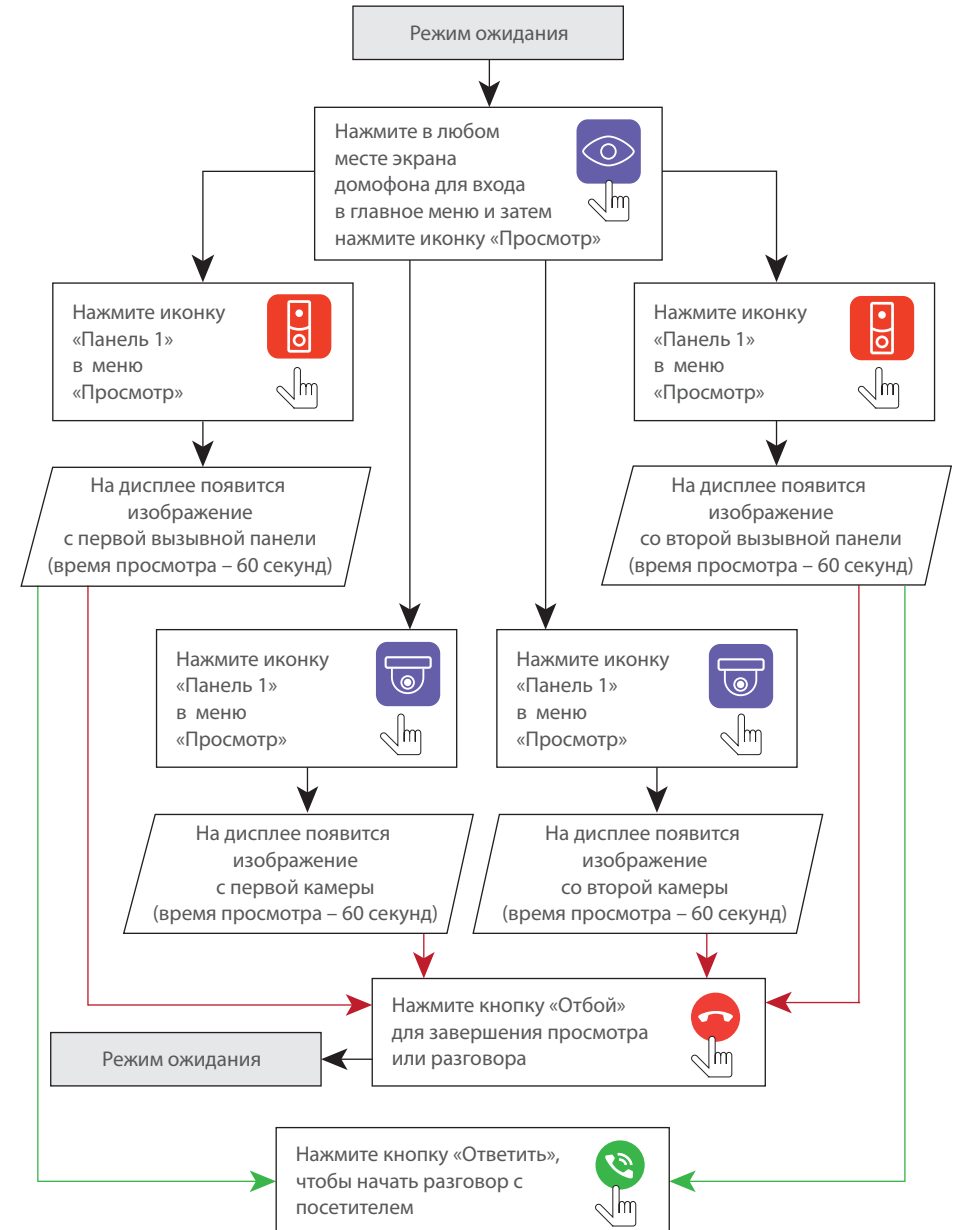 Режим ожидания
Нажмите в любом
месте экрана
домофона для входа
в главное меню и затем
нажмите иконку «Просмотр»
Нажмите иконку
«Панель 1»
в меню
«Просмотр»
Нажмите иконку
«Панель 1»
в меню
«Просмотр»
На дисплее появится
изображение
с первой вызывной панели
(время просмотра – 60 секунд)
На дисплее появится
изображение
со второй вызывной панели
(время просмотра – 60 секунд)
Нажмите иконку
«Панель 1»
в меню
«Просмотр»
Нажмите иконку
«Панель 1»
в меню
«Просмотр»
На дисплее появится
изображение
с первой камеры
(время просмотра – 60 секунд)
На дисплее появится
изображение
со второй камеры
(время просмотра – 60 секунд)
Нажмите кнопку «Отбой»
для завершения просмотра
или разговора
Режим ожидания
Нажмите кнопку «Ответить»,
чтобы начать разговор с
посетителем